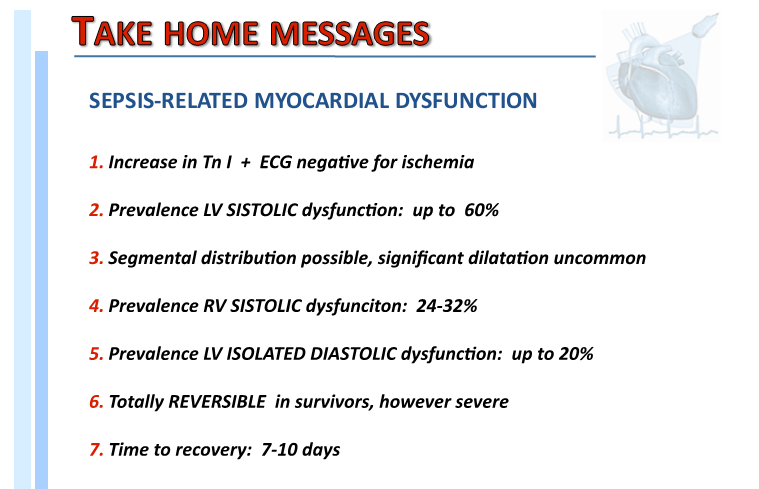 TAKE HOME MESSAGES
SEPSIS-RELATED MYOCARDIAL DYSFUNCTION
1. Increase in Tn I + ECG negative for ischemia
2. Prevalence LV SISTOLIC dysfunction: up to 60%
3. Segmental distribution possible, significant dilatation uncommon
4. Prevalence RV SISTOLIC dysfunciton: 24-32%
5. Prevalence LV ISOLATED DIASTOLIC dysfunction: up to 20%
6. Totally REVERSIBLE in survivors, however severe
7. Time to recovery: 7-10 days